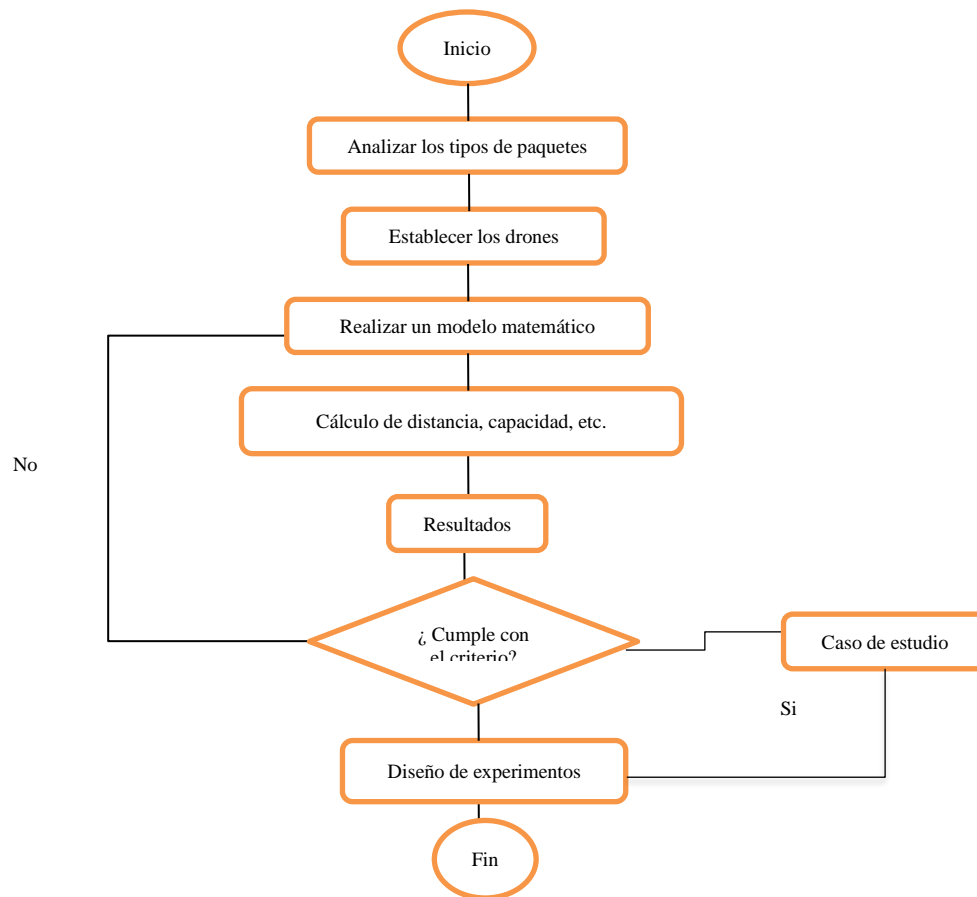 Inicio
Analizar los tipos de paquetes
Establecer los drones
Realizar un modelo matemático
Cálculo de distancia, capacidad, etc.
No
Resultados
¿ Cumple con
el criterio?
Caso de estudio
Si
Diseño de experimentos
Fin